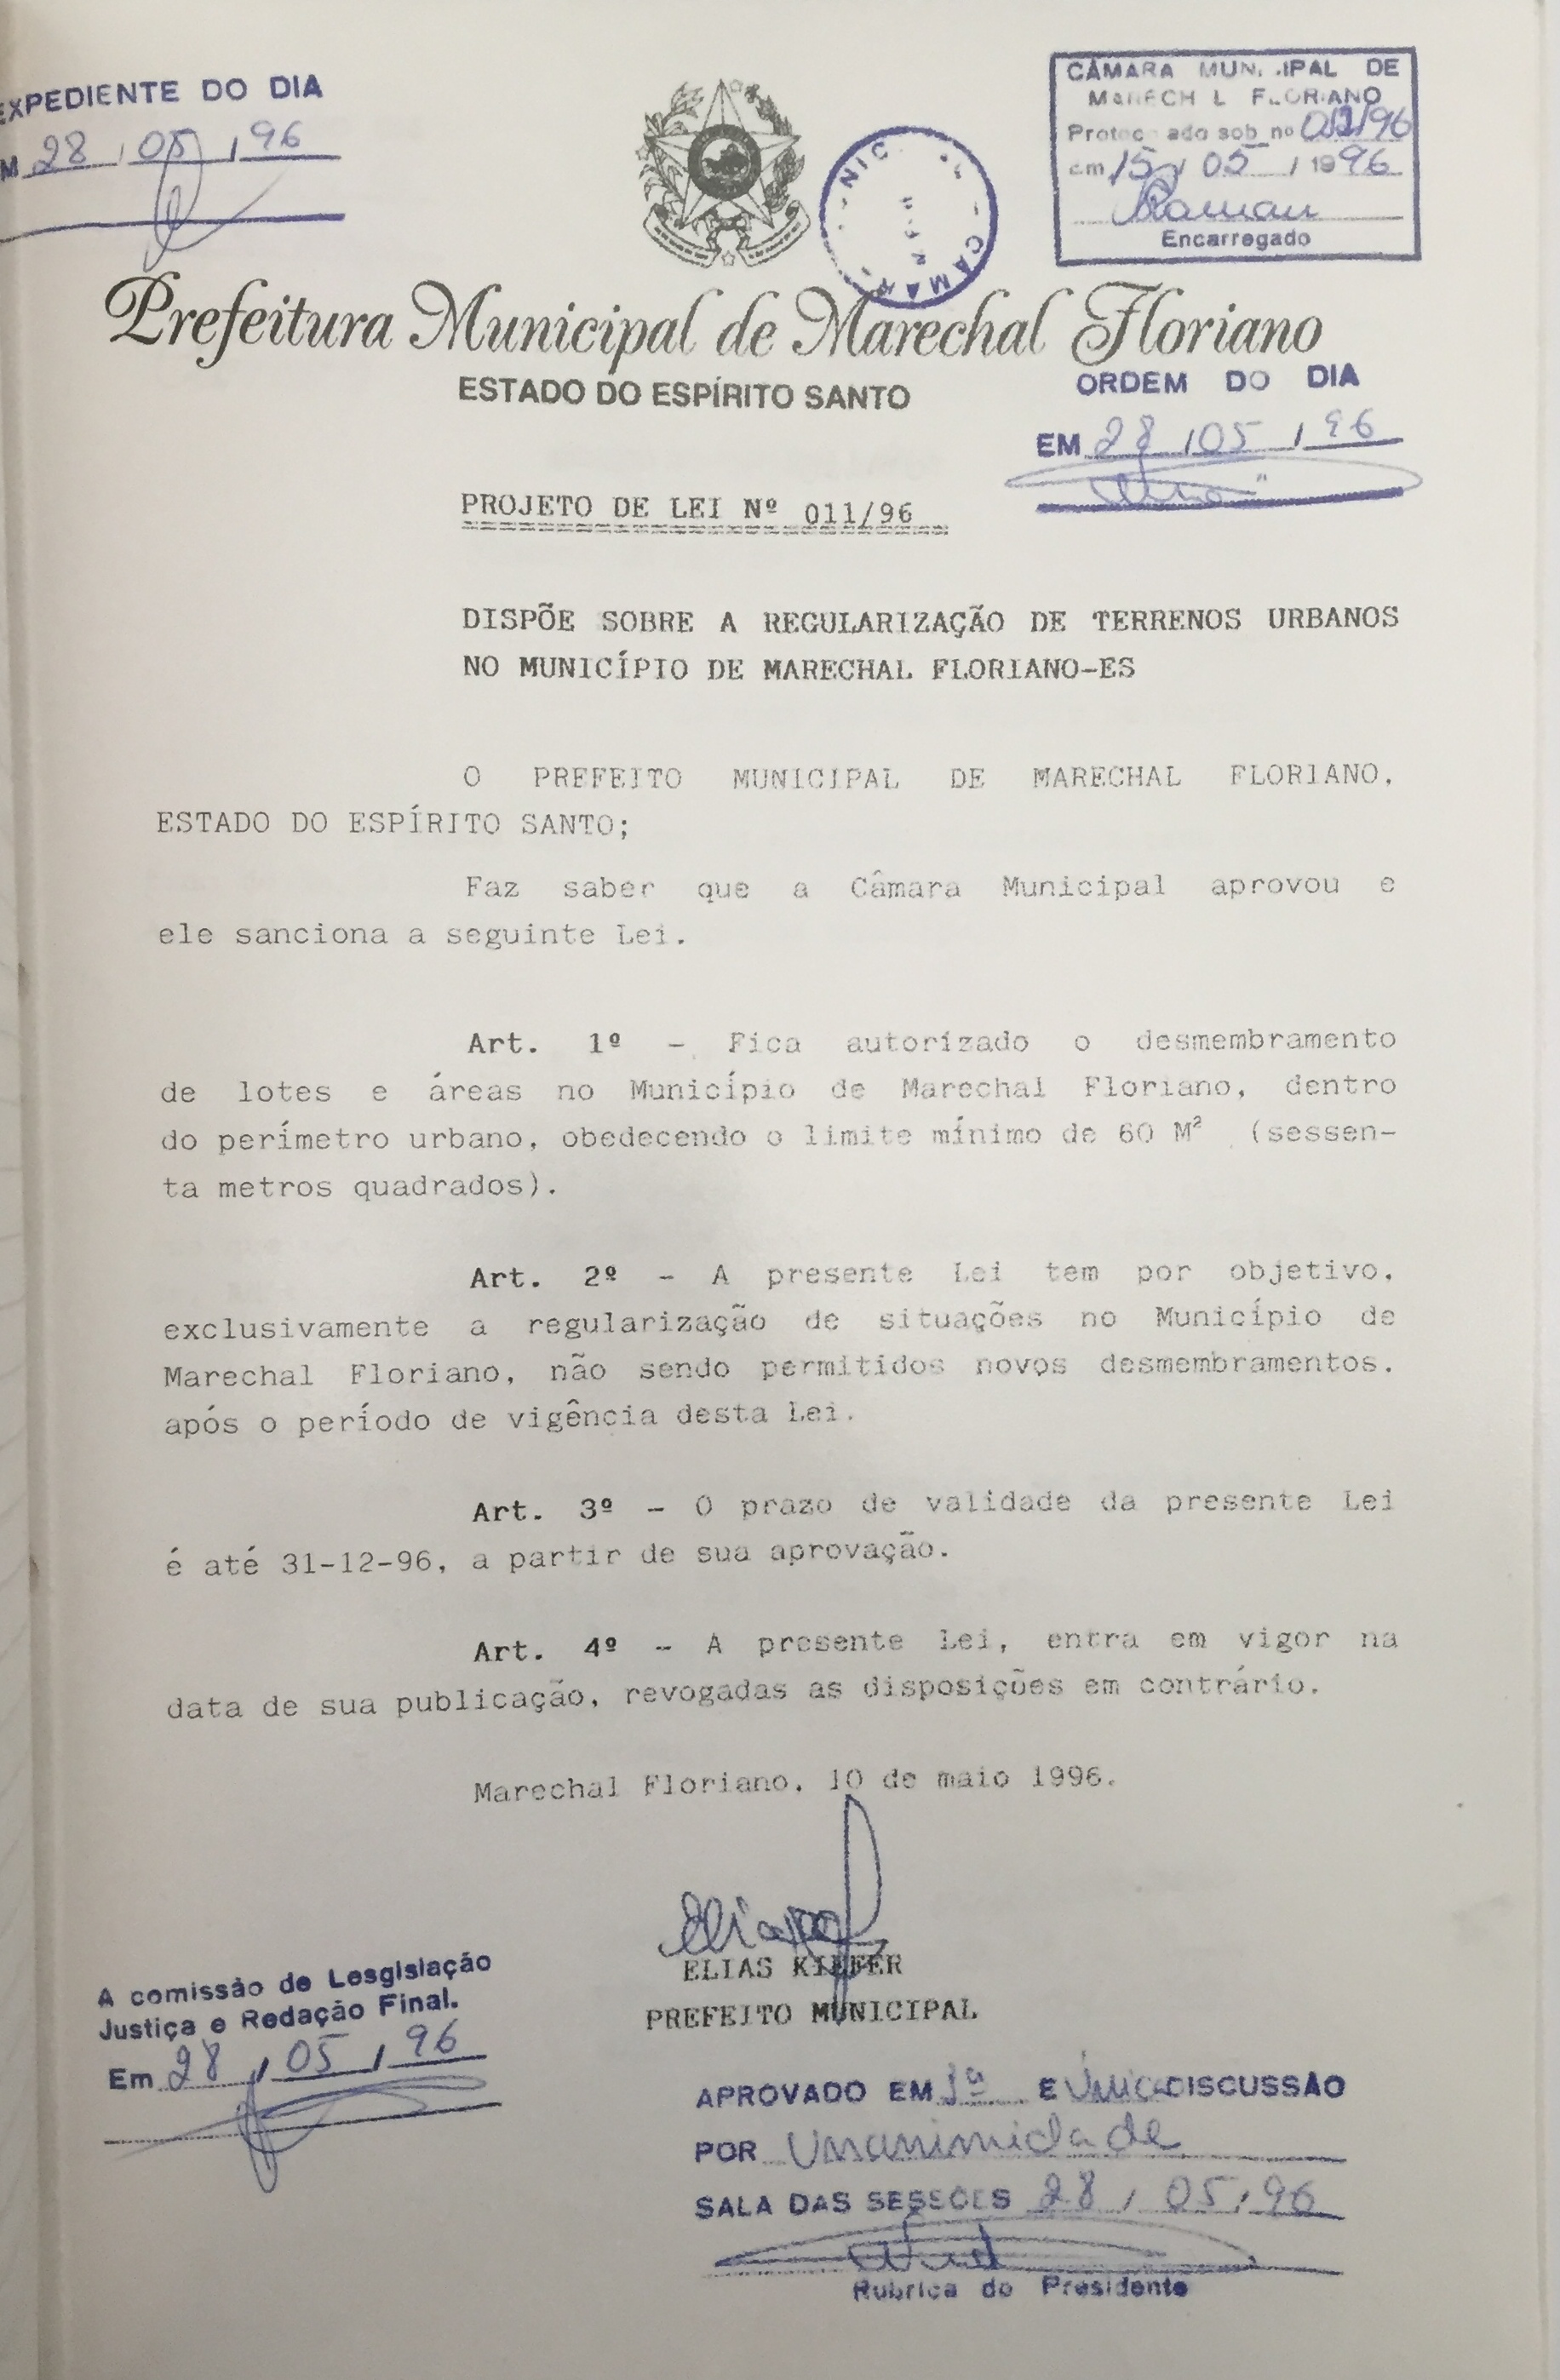 EXPEDIENTE DO DIA
M 28 / 05 / 96
CÂMARA MUN. .IPAL DE
MARECH L FLORIANO
Protoc ado sob no /96
em 15 / 05 / 1996
Encarregado
NIC
CAMAR
Prefeitura Municipal de Marechal Floriano
ESTADO DO ESPÍRITO SANTO
ORDEM DO DIA
EM 28 / 05 / 96
PROJETO DE LEI Nº 011/96
DISPÕE SOBRE A REGULARIZAÇÃO DE TERRENOS URBANOS
NO MUNICÍPIO DE MARECHAL FLORIANO-ES
O PREFEITO MUNICIPAL DE MARECHAL FLORIANO,
ESTADO DO ESPÍRITO SANTO;
Faz saber que a Câmara Municipal aprovou e
ele sanciona a seguinte Lei.
Art. 1º - Fica autorízado o desmembramento
de lotes e áreas no Município de Marechal Floriano, dentro
do perímetro urbano, obedecendo o limite mínimo de 60 M² (sessen-
ta metros quadrados).
Art. 2º - A presente Lei tem por objetivo,
exclusivamente a regularização de situações no Município de
Marechal Floriano, não sendo permitidos novos desmembramentos,
após o período de vigência desta Lei.
Art. 3º - O prazo de validade da presente Lei
é até 31-12-96, a partir de sua aprovação.
Art. 4º - A presente Lei, entra em vigor na
data de sua publicação, revogadas as disposições em contrário.
Marechal Floriano, 10 de maio 1996.
ELIAS KIEFER
PREFEITO MUNICIPAL
A comissão de Lesgislação
Justiça e Redação Final.
Em 28 / 05 / 96
APROVADO EM 1ª E Única DISCUSSÃO
POR Unanimidade
SALA DAS SESSÕES 28 / 05 / 96
Rubrica do Presidente